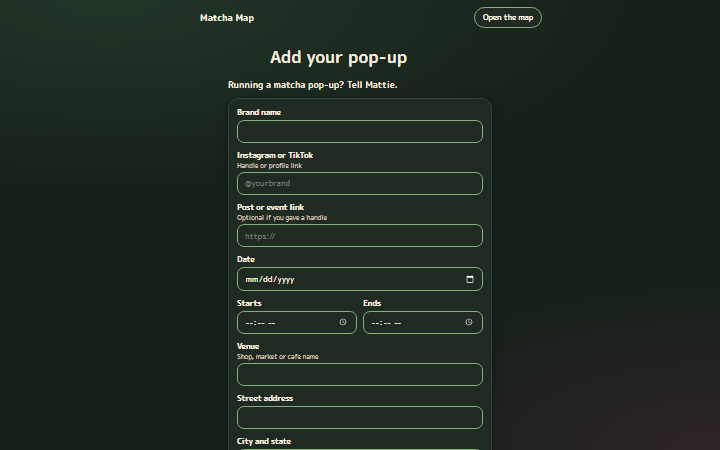 Matcha Map
Open the map
Add your pop-up
Running a matcha pop-up? Tell Mattie.
Brand name
Instagram or TikTok
Handle or profile link
@yourbrand
Post or event link
Optional if you gave a handle
https://
Date
mm/dd/yyyy
Starts
Ends
--:-- --
--:-- --
Venue
Shop, market or cafe name
Street address
City and state